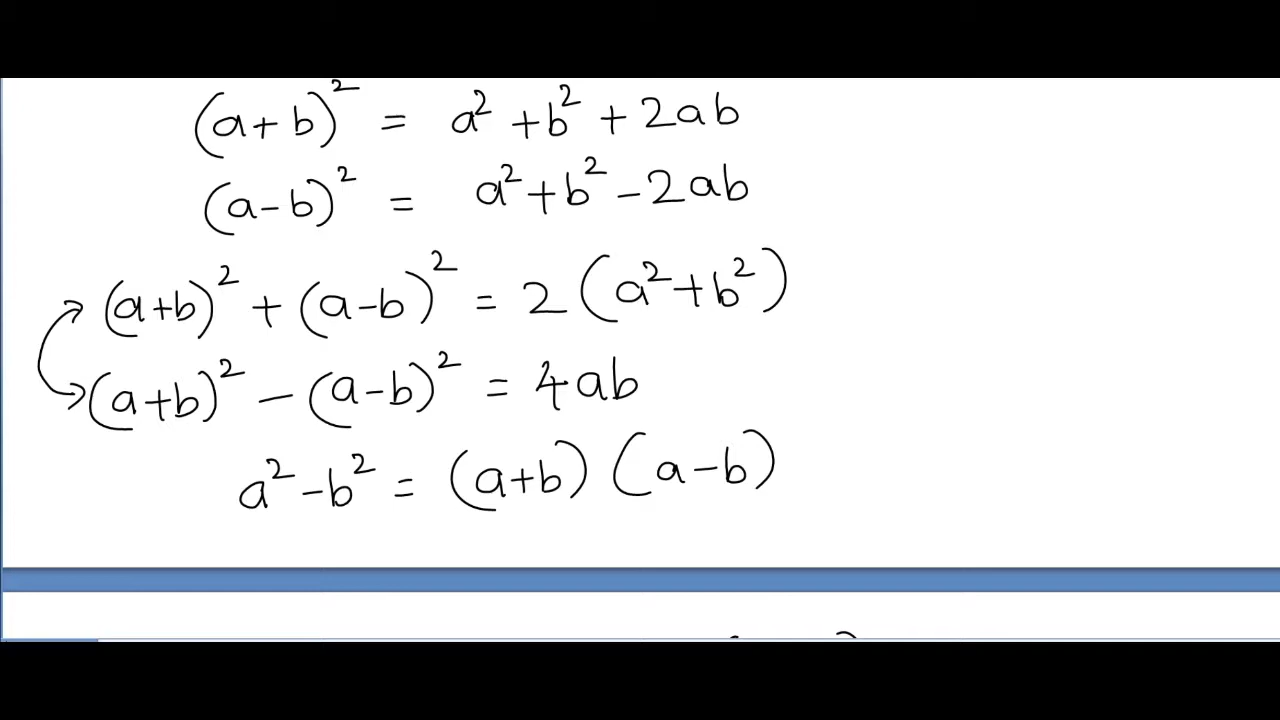 (a+b)² = a² + b² + 2ab
(a-b)² = a² + b² - 2ab
(a+b)² + (a-b)² = 2(a² + b²)
(a+b)² - (a-b)² = 4ab
a² - b² = (a+b)(a-b)